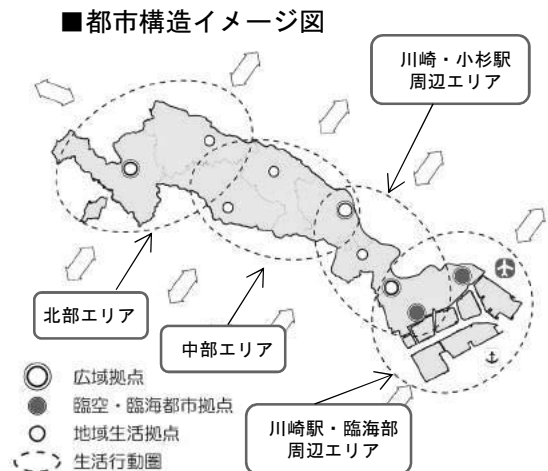 ■都市構造イメージ図
川崎・小杉駅
周辺エリア
北部エリア
中部エリア
川崎駅・臨海部
周辺エリア
広域拠点
臨空・臨海都市拠点
地域生活拠点
生活行動圏